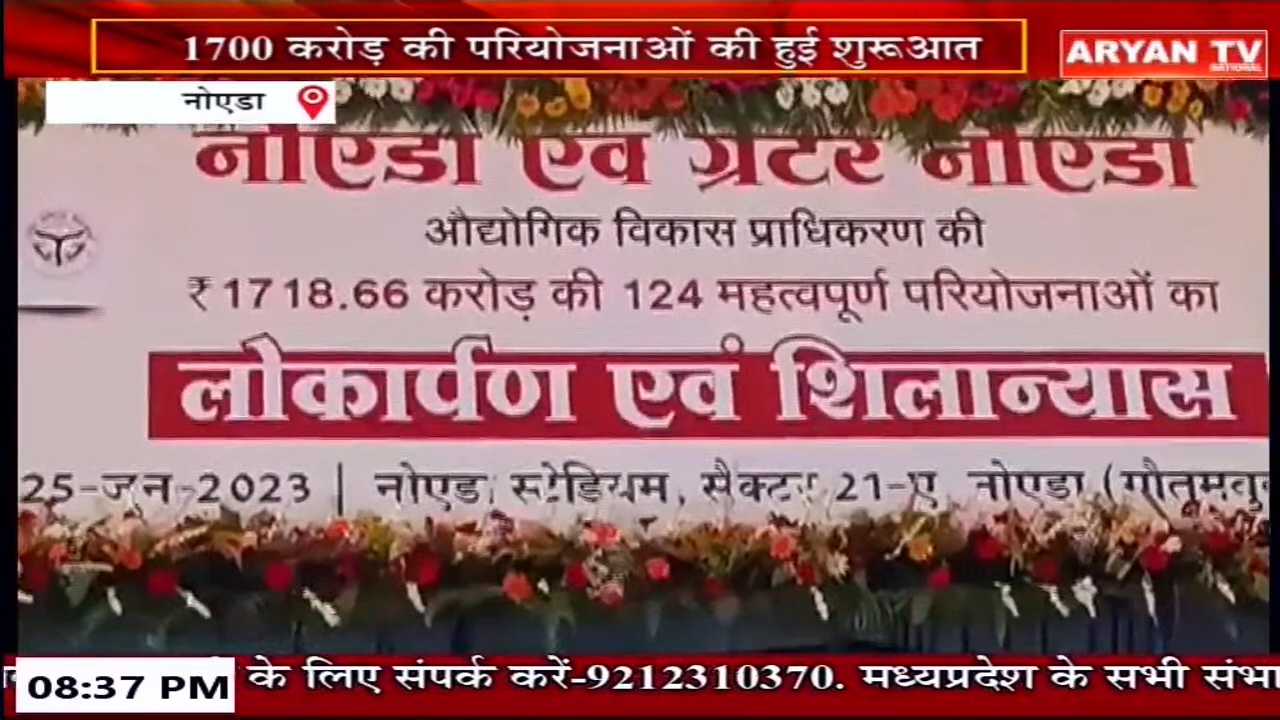 1700 करोड़ की परियोजनाओं की हुई शुरूआत
ARYAN TV
NATIONAL
नोएडा
नोएडा एवं ग्रेटर नोएडा
औद्योगिक विकास प्राधिकरण की
₹1718.66 करोड़ की 124 महत्वपूर्ण परियोजनाओं का
लोकार्पण एवं शिलान्यास
25-जून-2023 | नोएडा स्टेडियम, सैक्टर 21-ए नोएडा (गौतमबु
08:37 PM
के लिए संपर्क करें-9212310370. मध्यप्रदेश के सभी संभा